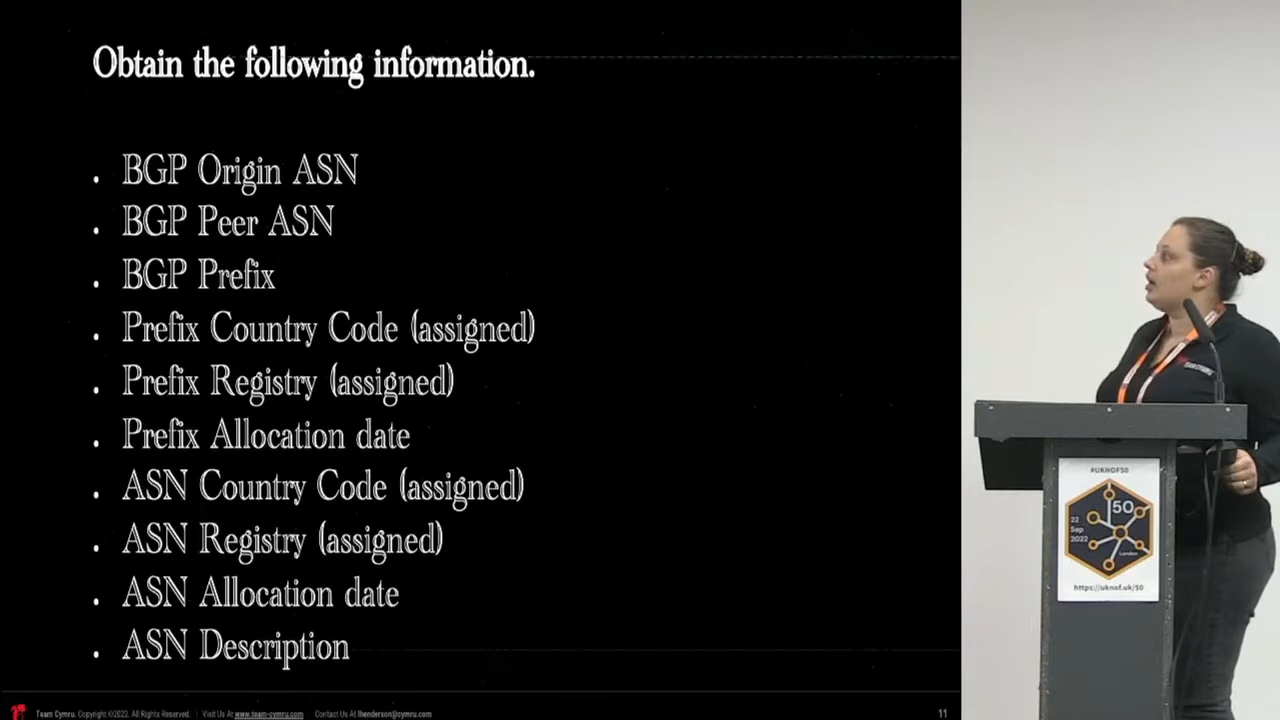 Obtain the following information.
. BGP Origin ASN
. BGP Peer ASN
. BGP Prefix
. Prefix Country Code (assigned)
. Prefix Registry (assigned)
. Prefix Allocation date
. ASN Country Code (assigned)
. ASN Registry (assigned)
. ASN Allocation date
. ASN Description
Team Cymru. Copyright ©2022. All Rights Reserved. | Visit Us At www.team-cymru.com Contact Us At lhenderson@cymru.com
11
TEAM CYMRU
#UKNOF50
50
22
Sep
2022
London
https://uknof.uk/50